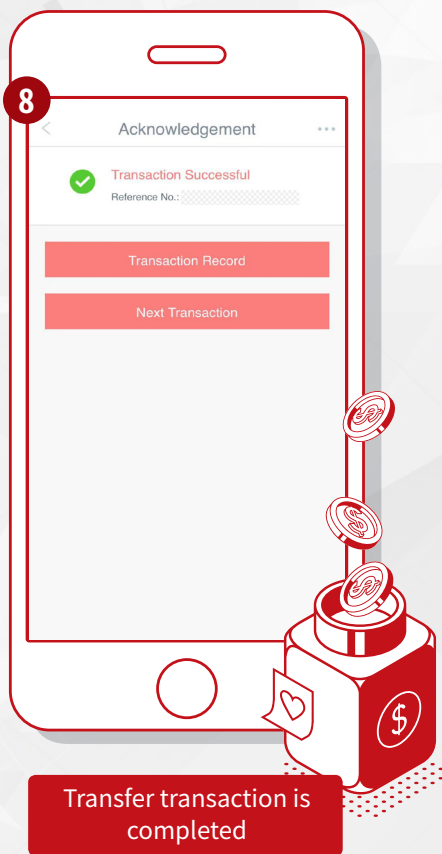 8
Acknowledgement
Transaction Successful
Reference No.:
Transaction Record
Next Transaction
$
$
$
$
Transfer transaction is
completed